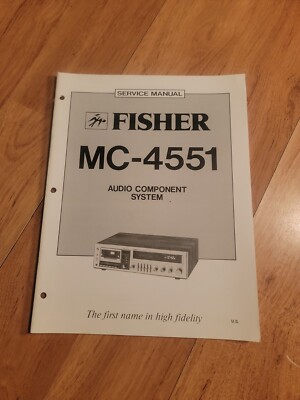 SERVICE MANUAL
FISHER
MC-4551
AUDIO COMPONENT
SYSTEM
The first name in high fidelity